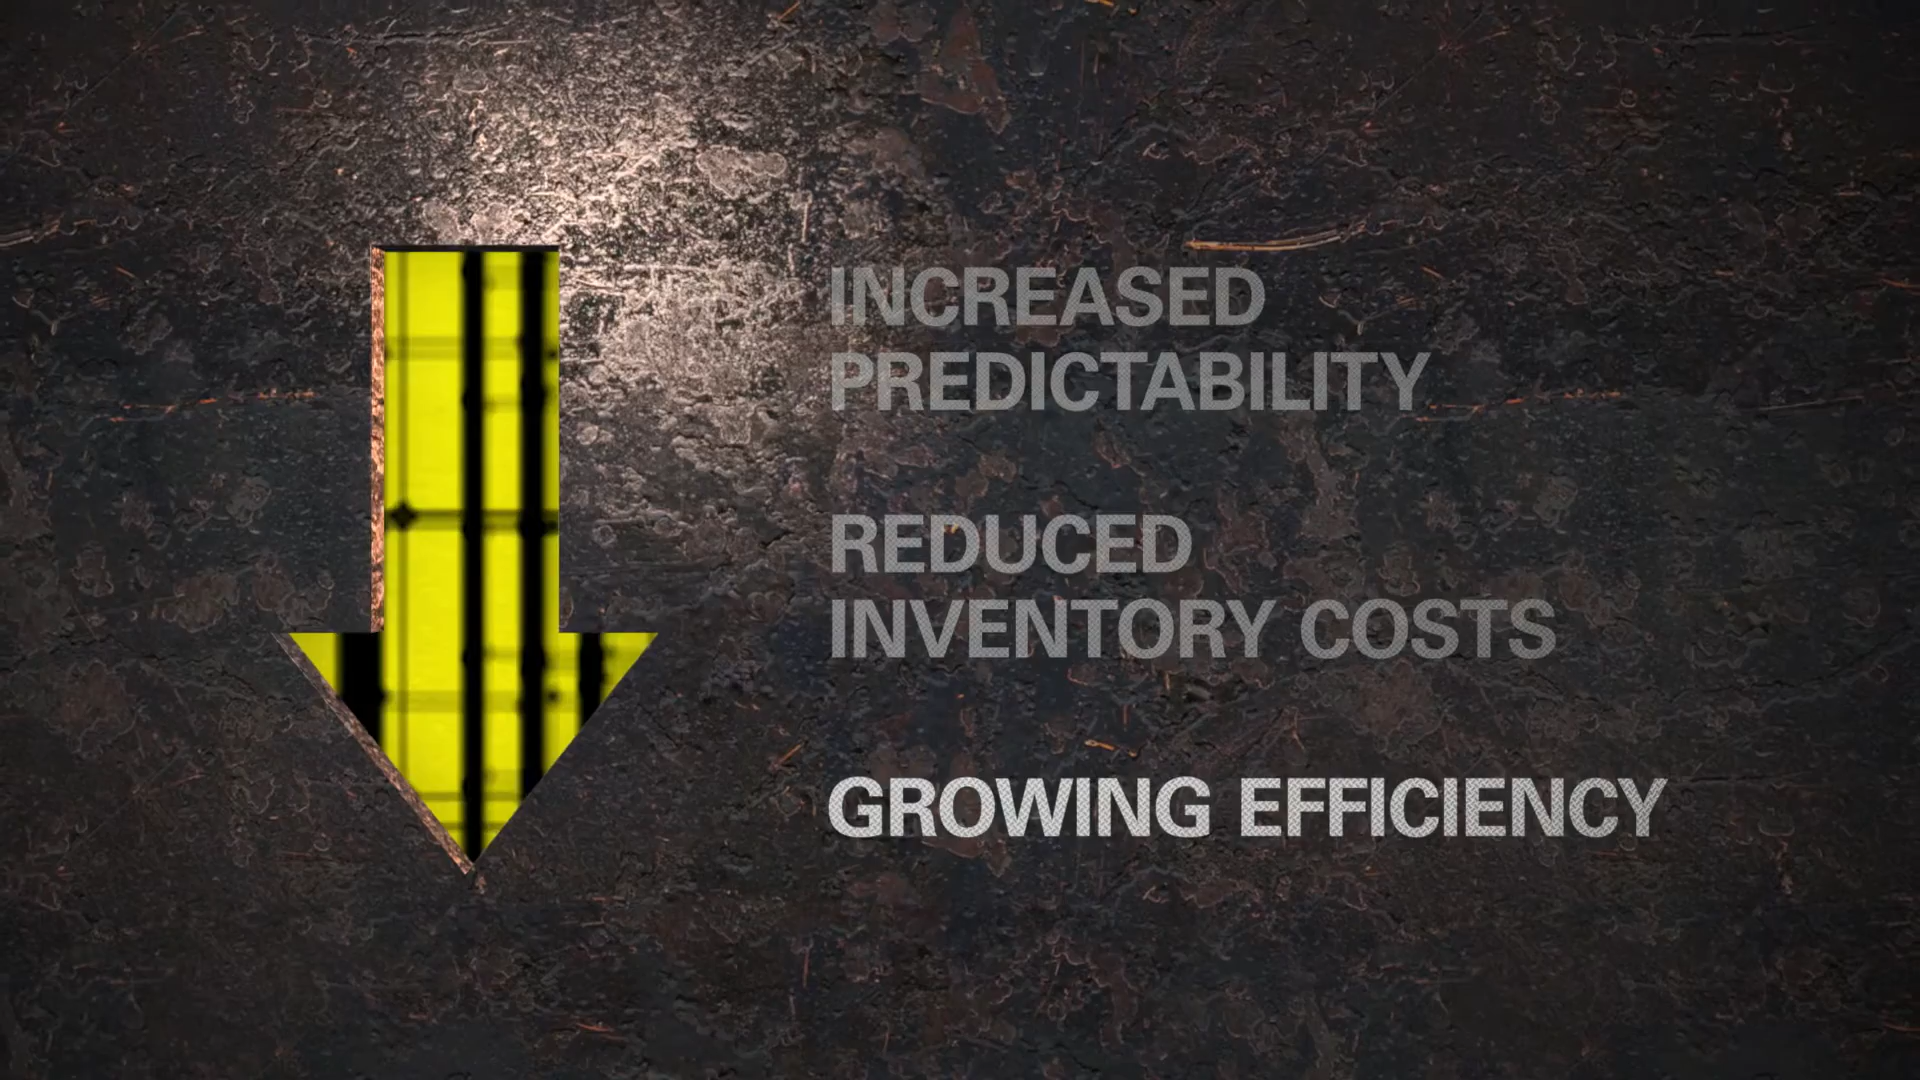 INCREASED
PREDICTABILITY
REDUCED
INVENTORY COSTS
GROWING EFFICIENCY